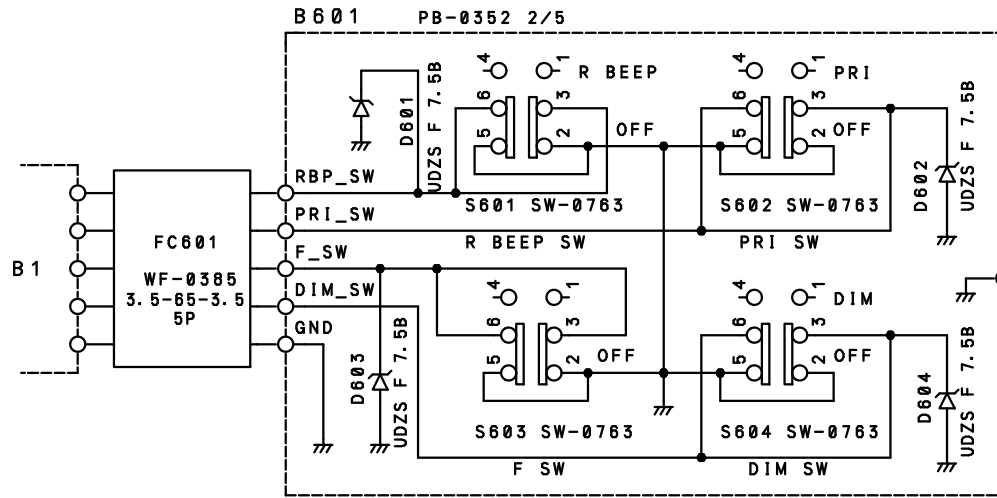 B601 PB-0352 2/5
D601
UDZS F 7.5B
4 1 R BEEP
6 3
5 2 OFF
S601 SW-0763
R BEEP SW
4 1 PRI
6 3
5 2 OFF
S602 SW-0763
PRI SW
D602
UDZS F 7.5B
B1
FC601
WF-0385
3.5-65-3.5
5P
RBP_SW
PRI_SW
F_SW
DIM_SW
GND
D603
UDZS F 7.5B
4 1
6 3
5 2 OFF
S603 SW-0763
F SW
4 1 DIM
6 3
5 2 OFF
S604 SW-0763
DIM SW
D604
UDZS F 7.5B